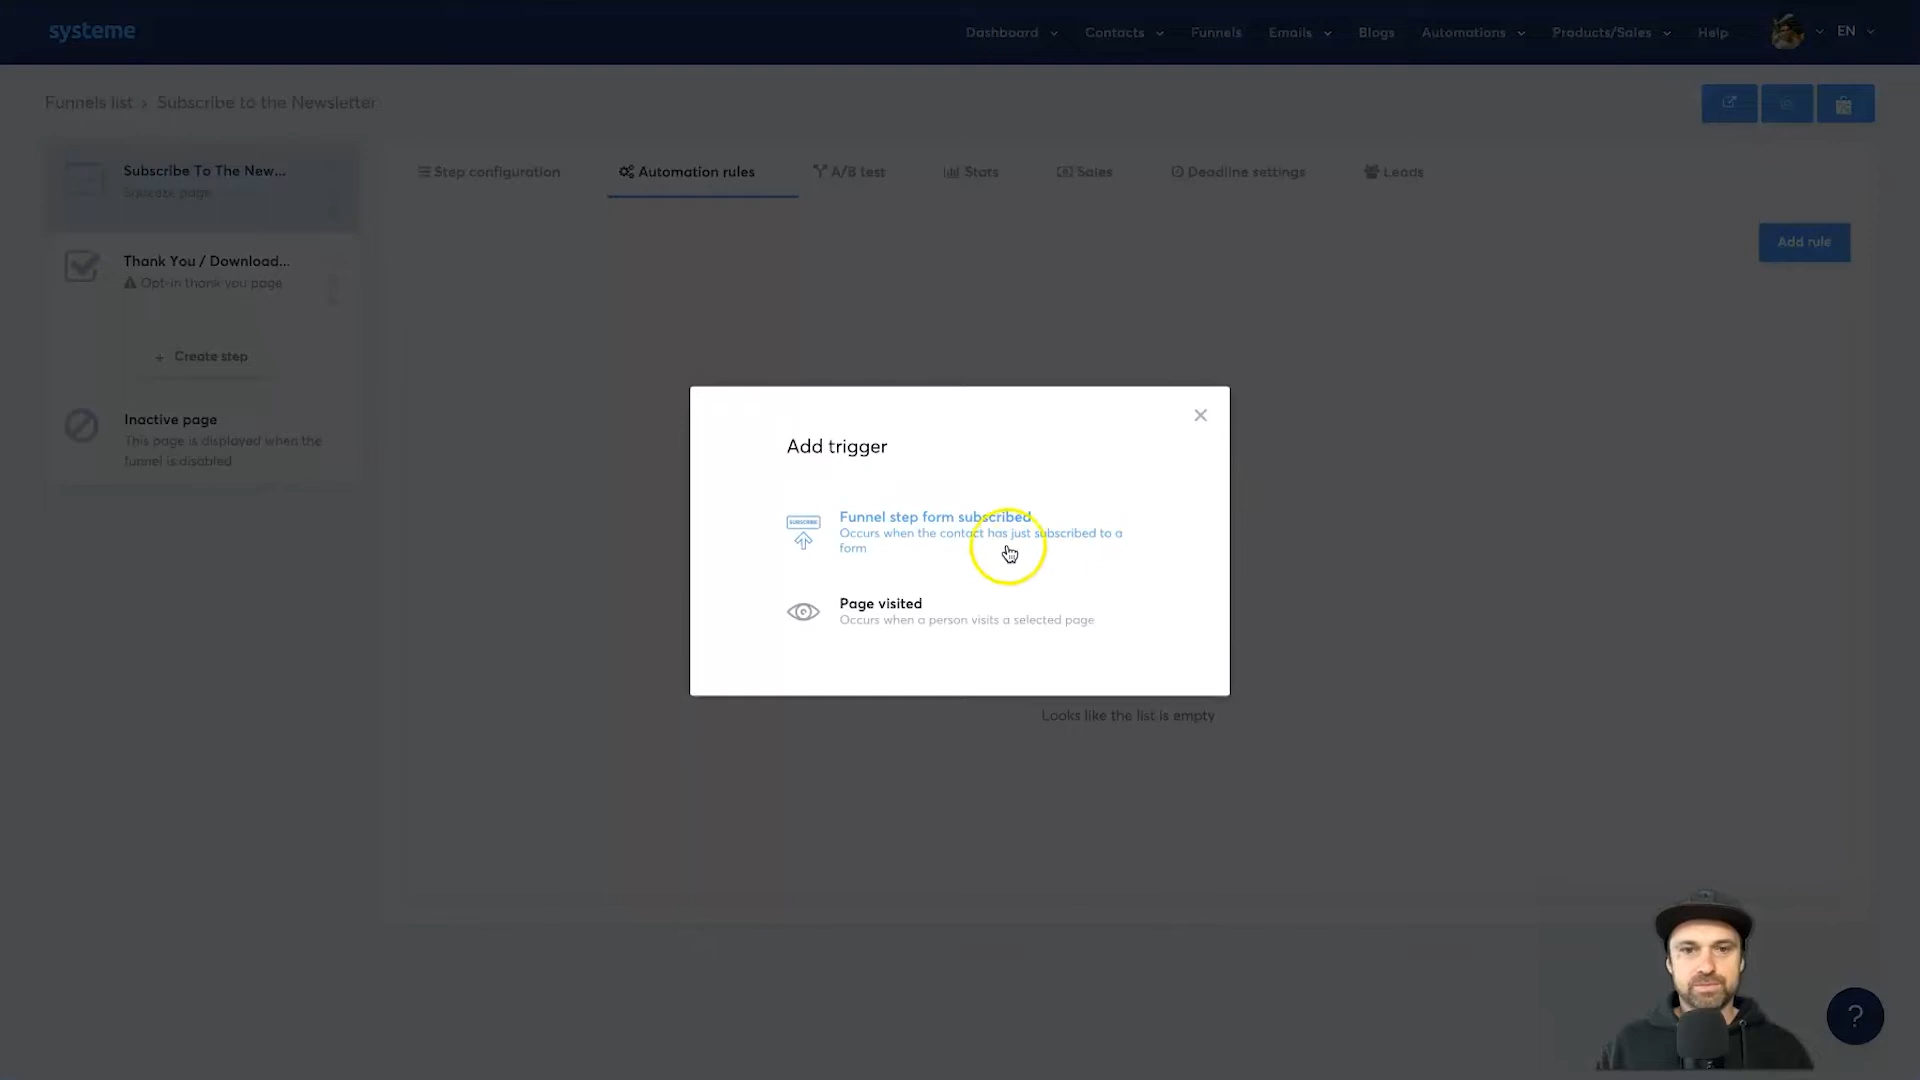 systeme
Dashboard
Contacts
Funnels
Emails
Blogs
Automations
Products/Sales
Help
EN
Funnels list › Subscribe to the Newsletter
Subscribe To The New...
Squeeze page
Thank You / Download...
Opt-in thank you page
+ Create step
Inactive page
This page is displayed when the
funnel is disabled
Step configuration
Automation rules
A/B test
Stats
Sales
Deadline settings
Leads
Add rule
Add trigger
SUBSCRIBE
Funnel step form subscribed
Occurs when the contact has just subscribed to a
form
Page visited
Occurs when a person visits a selected page
Looks like the list is empty
?